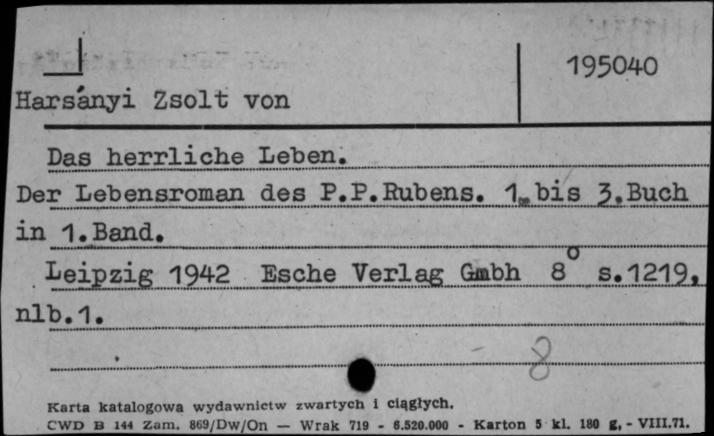 195040
Harsányi Zsolt von
Das herrliche Leben.
Der Lebensroman des P.P.Rubens. 1. bis 3.Buch
in 1.Band.
Leipzig 1942 Esche Verlag Gmbh 8° s.1219,
nlb.1.
8
Karta katalogowa wydawnictw zwartych i ciągłych.
CWD B 144 Zam. 869/Dw/On — Wrak 719 - 6.520.000 - Karton 5 kl. 180 g. - VIII.71.